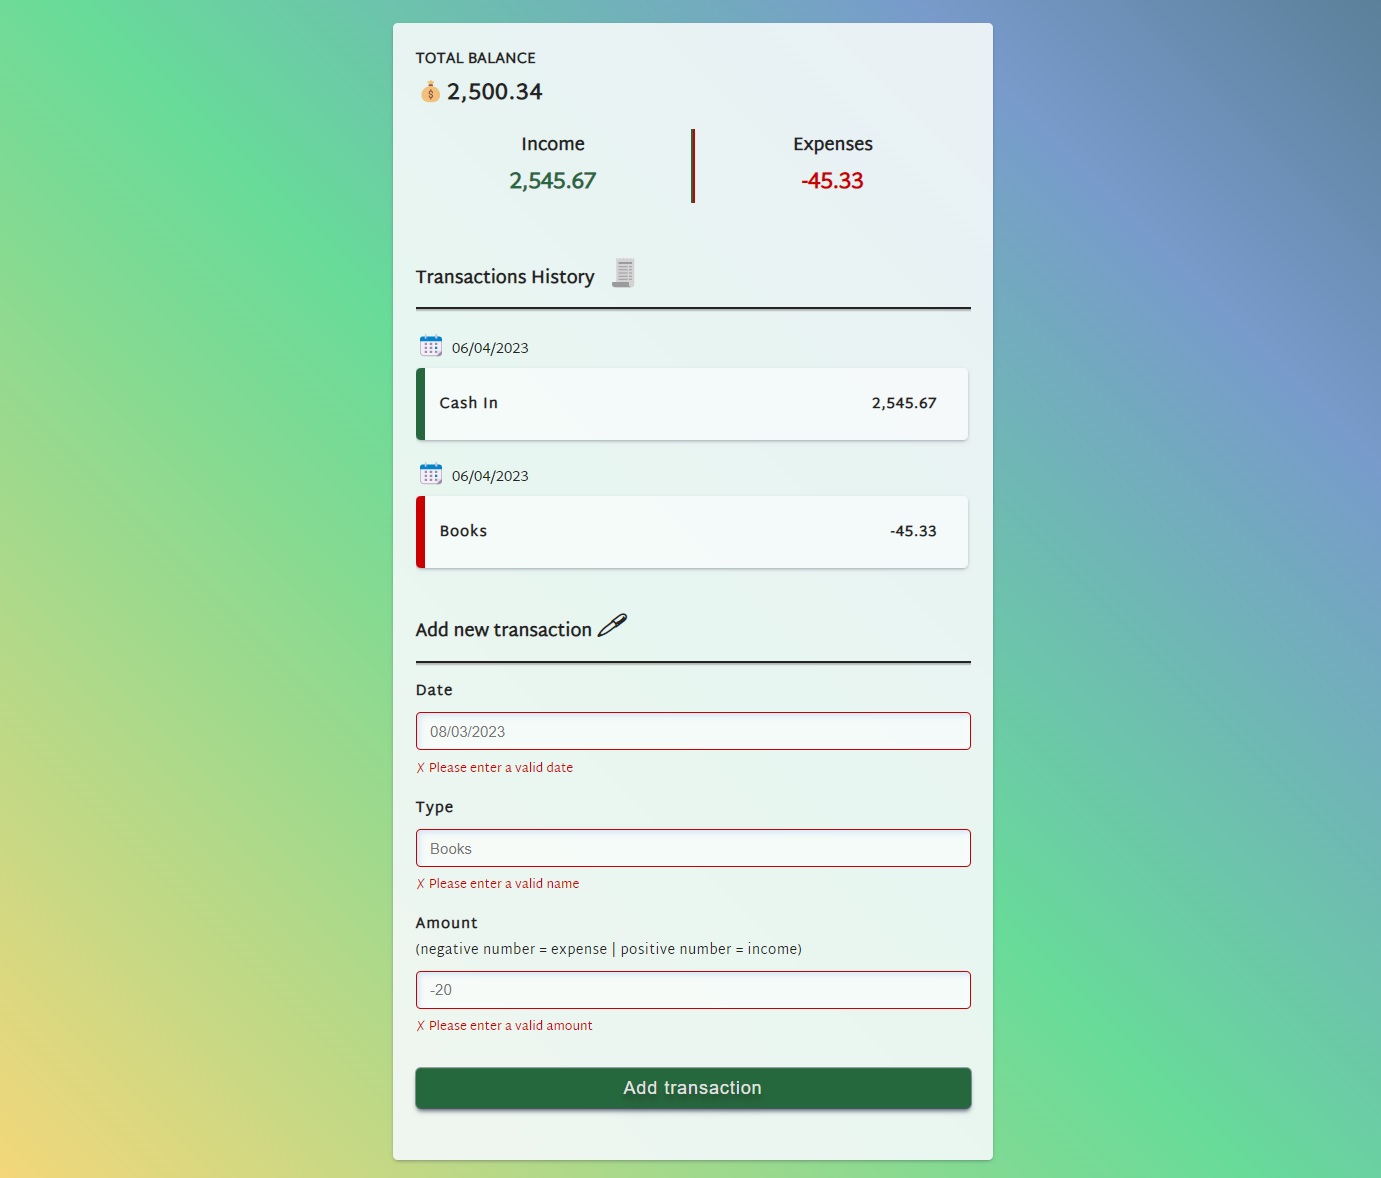 TOTAL BALANCE
2,500.34
Income
2,545.67
Expenses
-45.33
Transactions History
06/04/2023
Cash In 2,545.67
06/04/2023
Books -45.33
Add new transaction
Date
08/03/2023
✗ Please enter a valid date
Type
Books
✗ Please enter a valid name
Amount
(negative number = expense | positive number = income)
-20
✗ Please enter a valid amount
Add transaction